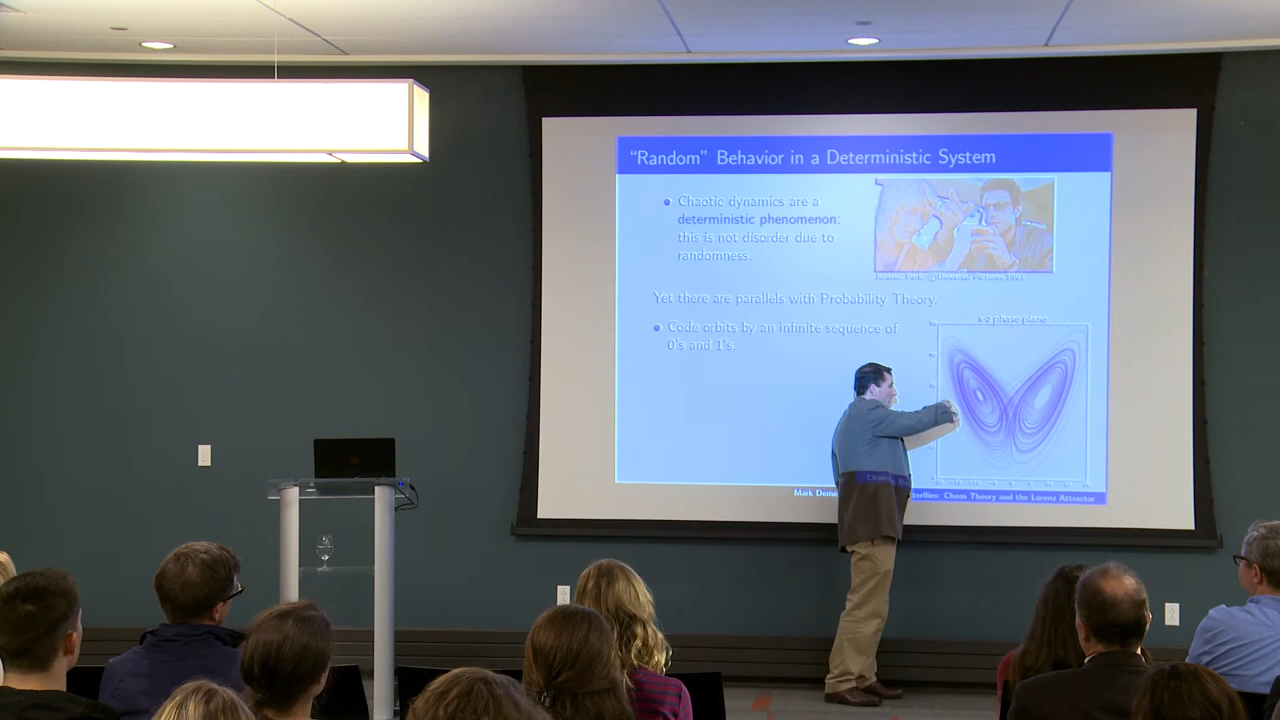 “Random” Behavior in a Deterministic System
Chaotic dynamics are a
deterministic phenomenon:
this is not disorder due to
randomness.
Jurassic Park, ©Universal Pictures 1993
Yet there are parallels with Probability Theory.
Code orbits by an infinite sequence of
0's and 1's.
x-z phase plane
Mark
Chaos Theory and the Lorenz Attractor